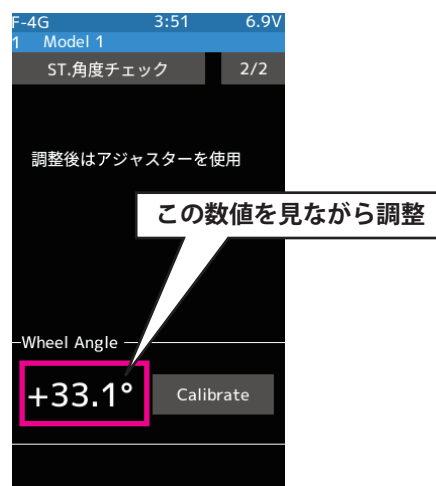 F-4G 3:51 6.9V
1 Model 1
ST.角度チェック 2/2
調整後はアジャスターを使用
この数値を見ながら調整
Wheel Angle
+33.1° Calibrate